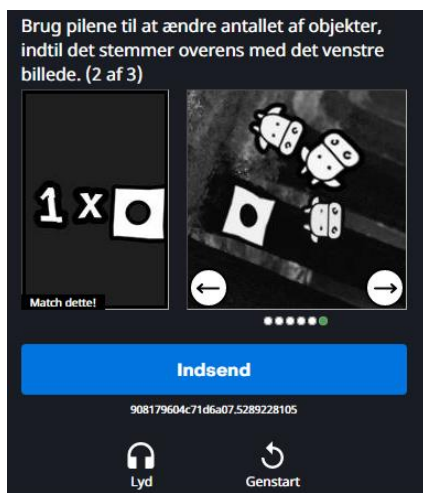 Brug pilene til at ændre antallet af objekter,
indtil det stemmer overens med det venstre
billede. (2 af 3)
1 x
Match dette!
Indsend
908179604c71d6a07.5289228105
Lyd
Genstart